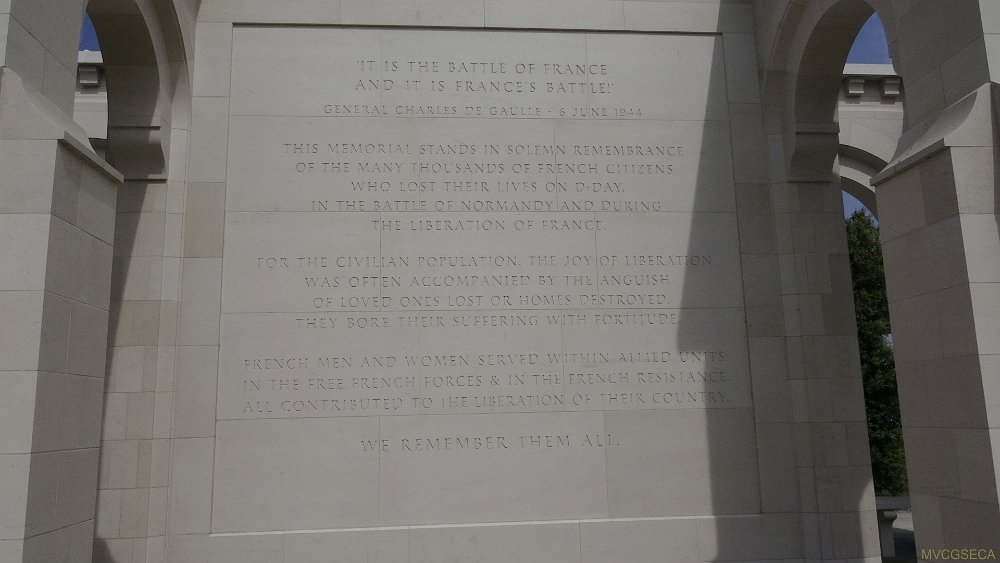 'IT IS THE BATTLE OF FRANCE
AND IT IS FRANCE'S BATTLE!'
GENERAL CHARLES DE GAULLE - 6 JUNE 1944
THIS MEMORIAL STANDS IN SOLEMN REMEMBRANCE
OF THE MANY THOUSANDS OF FRENCH CITIZENS
WHO LOST THEIR LIVES ON D-DAY,
IN THE BATTLE OF NORMANDY AND DURING
THE LIBERATION OF FRANCE.
FOR THE CIVILIAN POPULATION, THE JOY OF LIBERATION
WAS OFTEN ACCOMPANIED BY THE ANGUISH
OF LOVED ONES LOST OR HOMES DESTROYED.
THEY BORE THEIR SUFFERING WITH FORTITUDE.
FRENCH MEN AND WOMEN SERVED WITHIN ALLIED UNITS,
IN THE FREE FRENCH FORCES & IN THE FRENCH RESISTANCE.
ALL CONTRIBUTED TO THE LIBERATION OF THEIR COUNTRY.
WE REMEMBER THEM ALL.
MVCGSECA